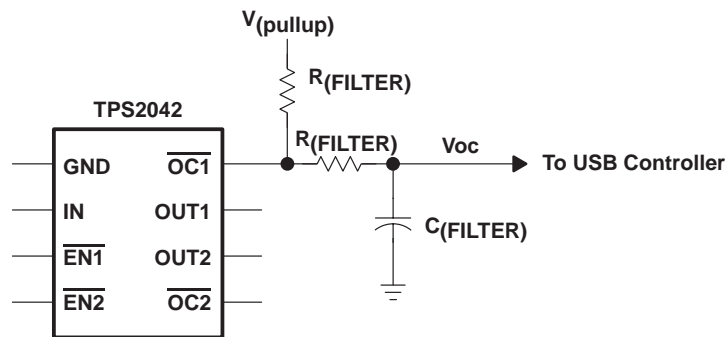 V(pullup)
R(FILTER)
TPS2042
R(FILTER)
GND OC1 Voc To USB Controller
IN OUT1
EN1 OUT2 C(FILTER)
EN2 OC2